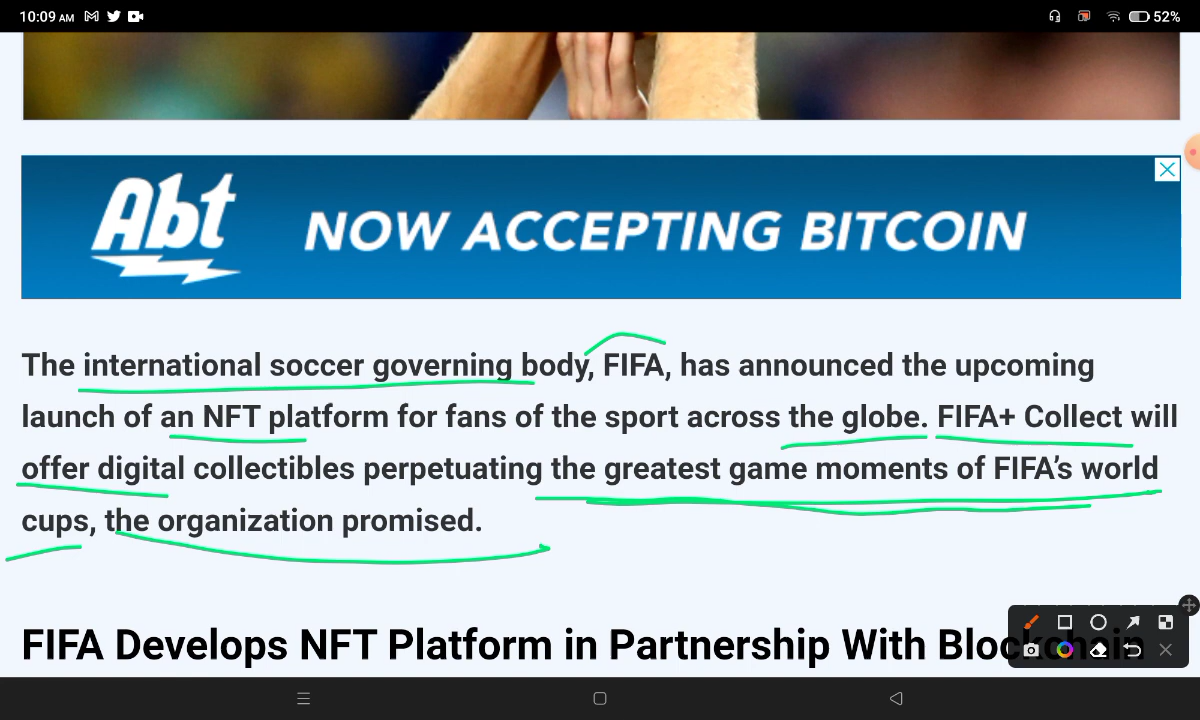 10:09 AM
52%
Abt NOW ACCEPTING BITCOIN
The international soccer governing body, FIFA, has announced the upcoming
launch of an NFT platform for fans of the sport across the globe. FIFA+ Collect will
offer digital collectibles perpetuating the greatest game moments of FIFA’s world
cups, the organization promised.
FIFA Develops NFT Platform in Partnership With Blockchain